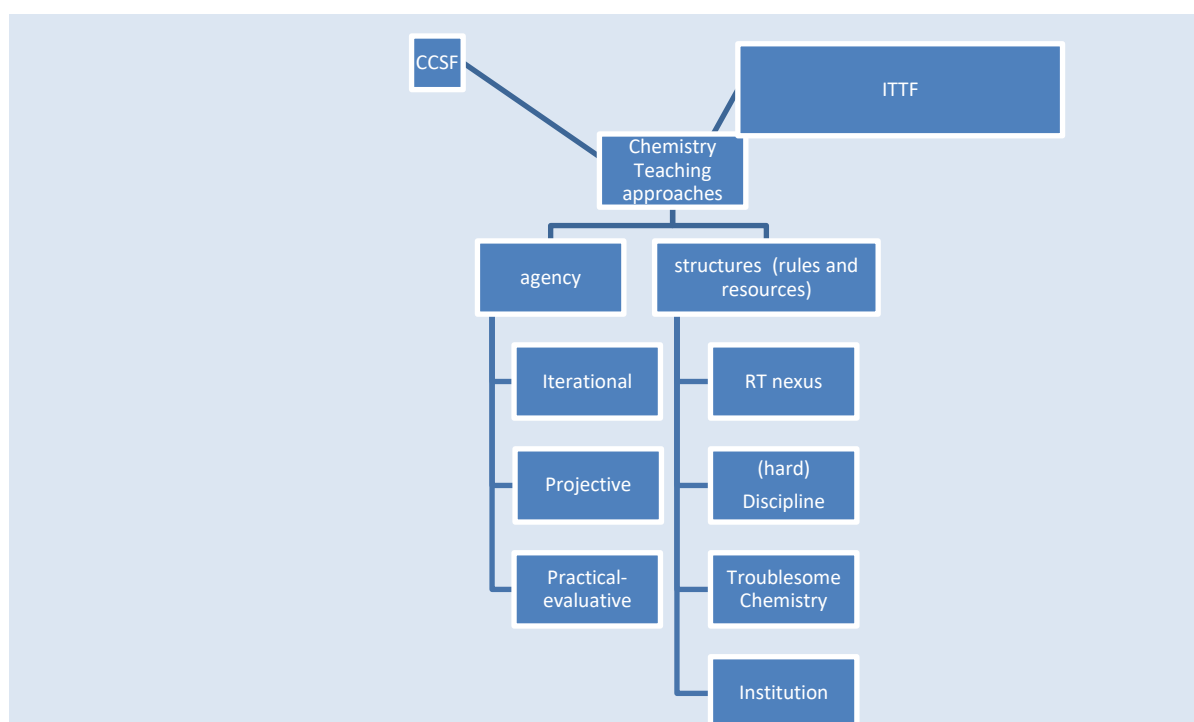 CCSF
ITTF
Chemistry
Teaching
approaches
agency
structures (rules and
resources)
Iterational
RT nexus
Projective
(hard)
Discipline
Practical-
evaluative
Troublesome
Chemistry
Institution